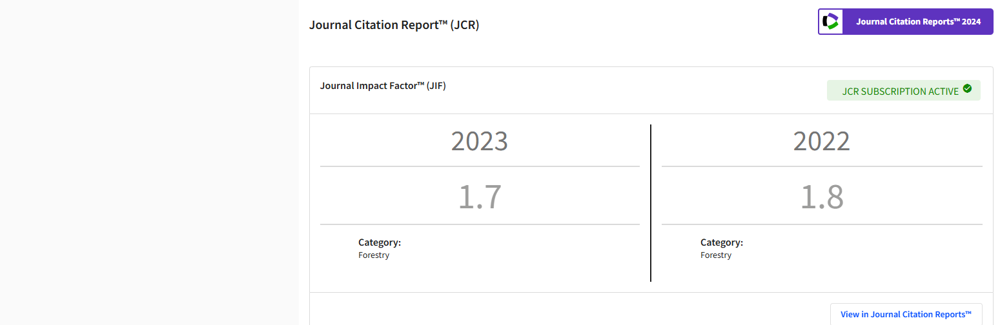 Journal Citation Report™ (JCR)
Journal Citation Reports™ 2024
Journal Impact Factor™ (JIF)
JCR SUBSCRIPTION ACTIVE
2023
2022
1.7
1.8
Category:
Forestry
Category:
Forestry
View in Journal Citation Reports™